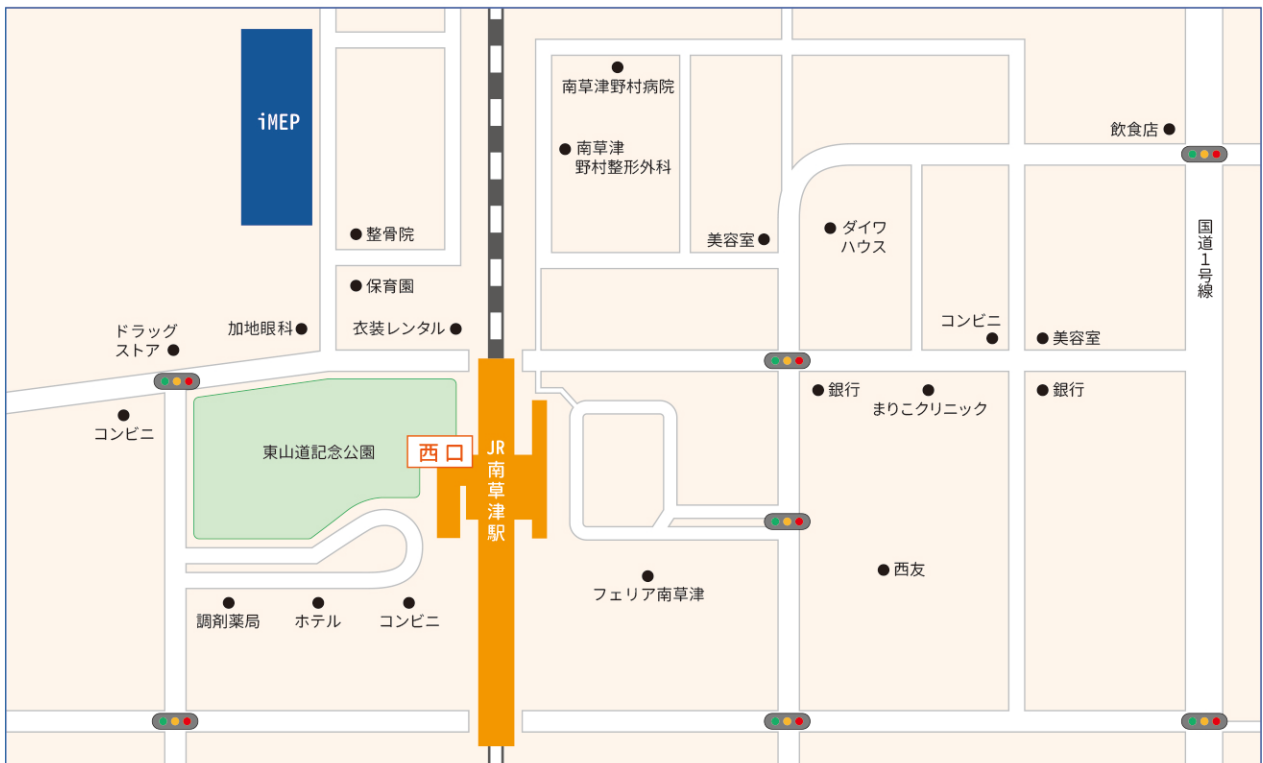 iMEP
南草津野村病院
南草津
野村整形外科
飲食店
整骨院
美容室
ダイワ
ハウス
国道1号線
保育園
ドラッグ
ストア
加地眼科
衣装レンタル
コンビニ
美容室
コンビニ
銀行
まりこクリニック
銀行
東山道記念公園
西口
JR南草津駅
西友
フェリア南草津
調剤薬局
ホテル
コンビニ